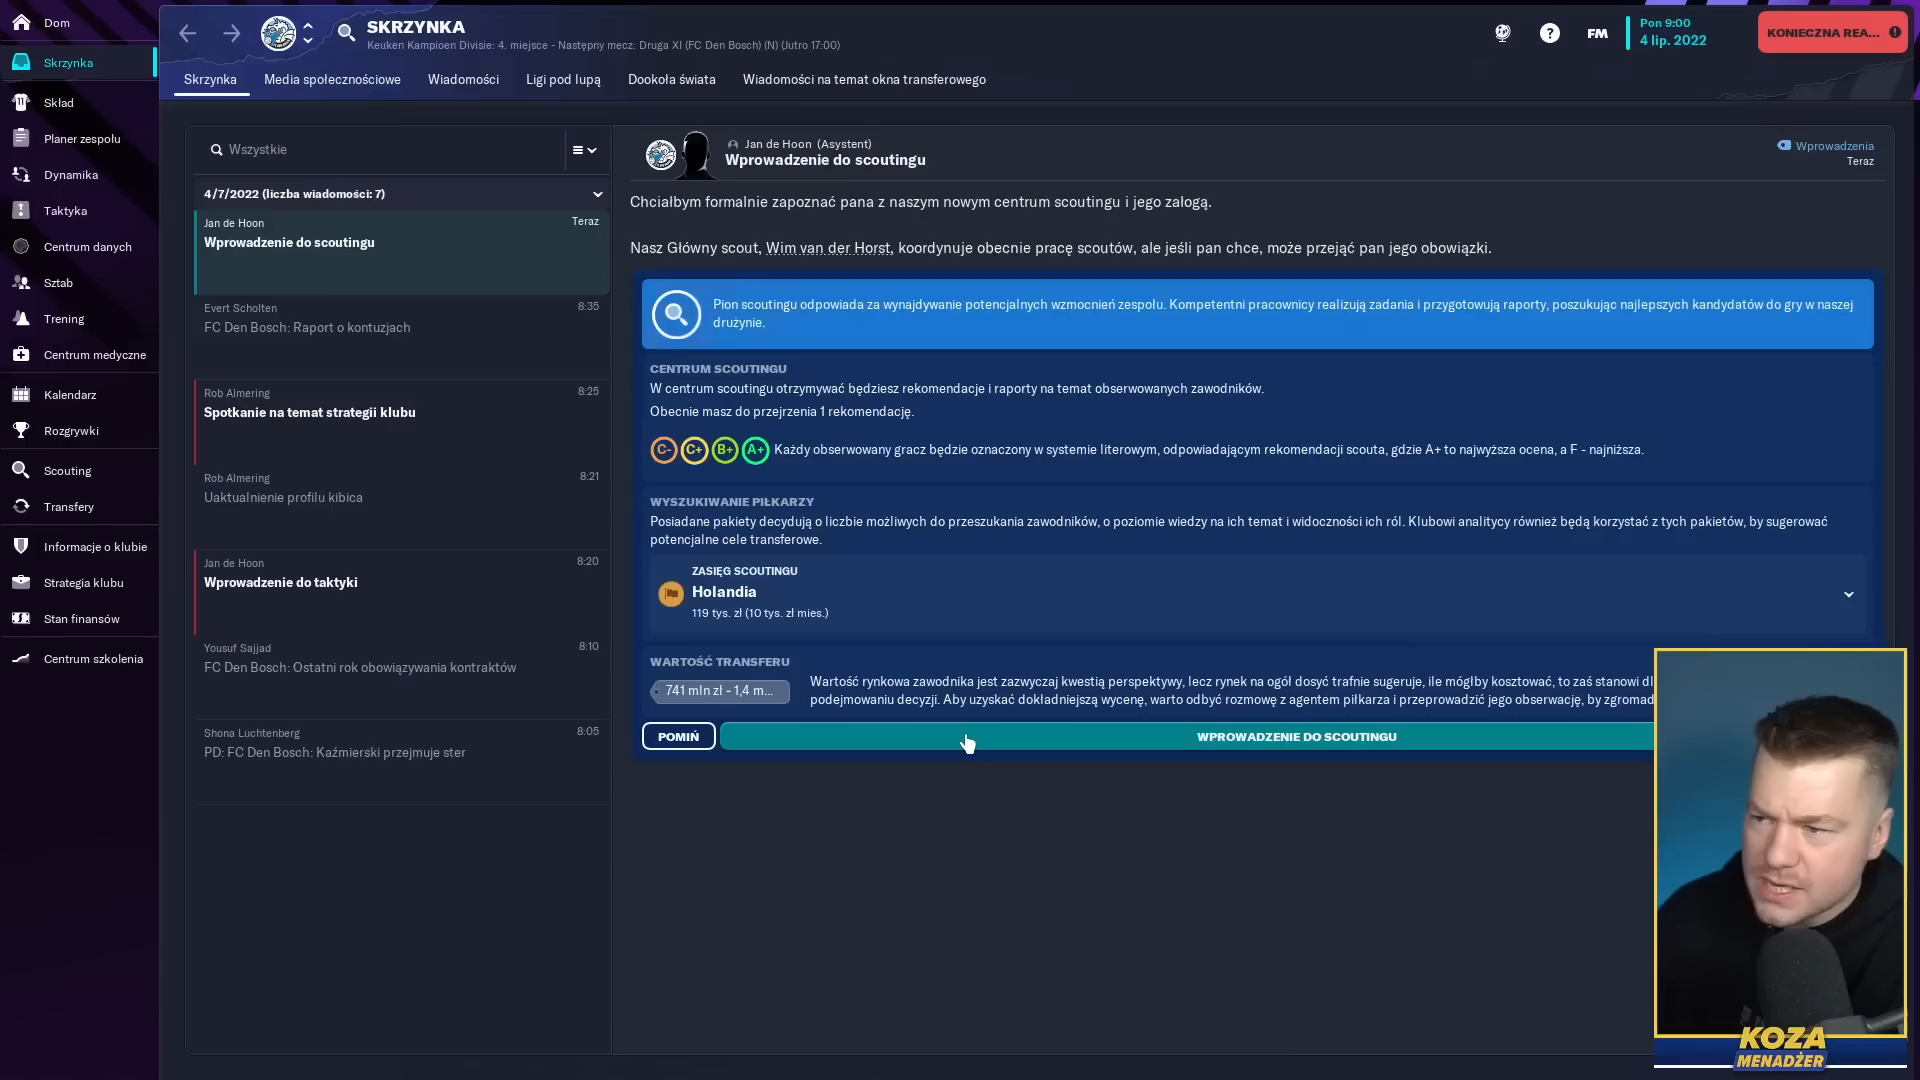 Dom
Skrzynka
Skład
Planer zespołu
Dynamika
Taktyka
Centrum danych
Sztab
Trening
Centrum medyczne
Kalendarz
Rozgrywki
Scouting
Transfery
Informacje o klubie
Strategia klubu
Stan finansów
Centrum szkolenia
SKRZYNKA
Keuken Kampioen Divisie: 4. miejsce - Następny mecz: Druga XI (FC Den Bosch) (N) (Jutro 17:00)
?
FM
Pon 9:00
4 lip. 2022
KONIECZNA REA...
Skrzynka
Media społecznościowe
Wiadomości
Ligi pod lupą
Dookoła świata
Wiadomości na temat okna transferowego
Wszystkie
4/7/2022 (liczba wiadomości: 7)
Jan de Hoon
Teraz
Wprowadzenie do scoutingu
Evert Scholten
8:35
FC Den Bosch: Raport o kontuzjach
Rob Almering
8:25
Spotkanie na temat strategii klubu
Rob Almering
8:21
Uaktualnienie profilu kibica
Jan de Hoon
8:20
Wprowadzenie do taktyki
Yousuf Sajjad
8:10
FC Den Bosch: Ostatni rok obowiązywania kontraktów
Shona Luchtenberg
8:05
PD: FC Den Bosch: Kaźmierski przejmuje ster
Jan de Hoon (Asystent)
Wprowadzenie do scoutingu
Wprowadzenia
Teraz
Chciałbym formalnie zapoznać pana z naszym nowym centrum scoutingu i jego załogą.
Nasz Główny scout, Wim van der Horst, koordynuje obecnie pracę scoutów, ale jeśli pan chce, może przejąć pan jego obowiązki.
Pion scoutingu odpowiada za wynajdywanie potencjalnych wzmocnień zespołu. Kompetentni pracownicy realizują zadania i przygotowują raporty, poszukując najlepszych kandydatów do gry w naszej
drużynie.
CENTRUM SCOUTINGU
W centrum scoutingu otrzymywać będziesz rekomendacje i raporty na temat obserwowanych zawodników.
Obecnie masz do przejrzenia 1 rekomendację.
C- C+ B+ A+ Każdy obserwowany gracz będzie oznaczony w systemie literowym, odpowiadającym rekomendacji scouta, gdzie A+ to najwyższa ocena, a F - najniższa.
WYSZUKIWANIE PIŁKARZY
Posiadane pakiety decydują o liczbie możliwych do przeszukania zawodników, o poziomie wiedzy na ich temat i widoczności ich ról. Klubowi analitycy również będą korzystać z tych pakietów, by sugerować
potencjalne cele transferowe.
ZASIĘG SCOUTINGU
Holandia
119 tys. zł (10 tys. zł mies.)
WARTOŚĆ TRANSFERU
741 mln zł - 1,4 m...
Wartość rynkowa zawodnika jest zazwyczaj kwestią perspektywy, lecz rynek na ogół dosyć trafnie sugeruje, ile mógłby kosztować, to zaś stanowi dl
podejmowaniu decyzji. Aby uzyskać dokładniejszą wycenę, warto odbyć rozmowę z agentem piłkarza i przeprowadzić jego obserwację, by zgromad
POMIŃ
WPROWADZENIE DO SCOUTINGU
KOZA
MENADŻER